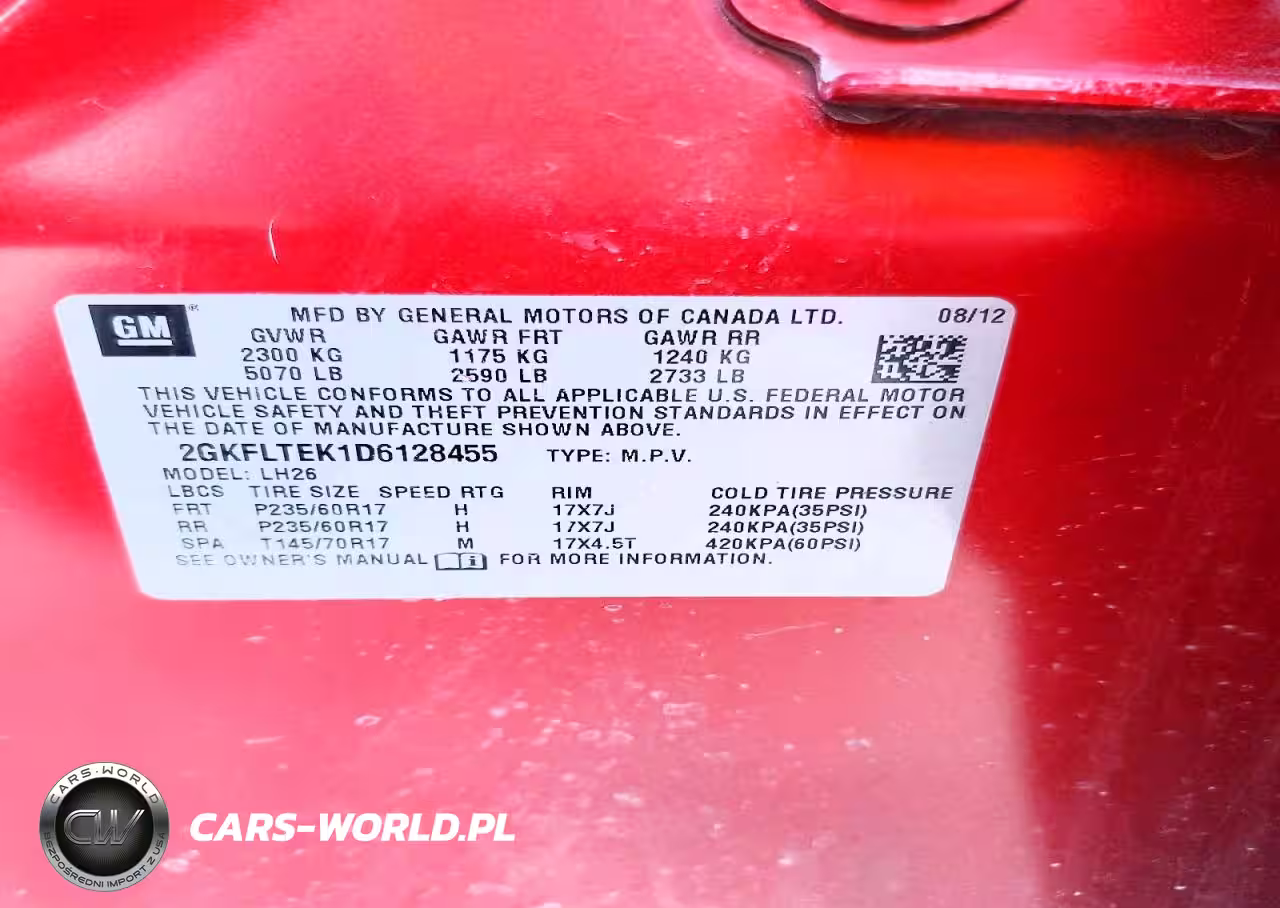 GM ® MFD BY GENERAL MOTORS OF CANADA LTD. 08/12
GVWR GAWR FRT GAWR RR
2300 KG 1175 KG 1240 KG
5070 LB 2590 LB 2733 LB
THIS VEHICLE CONFORMS TO ALL APPLICABLE U.S. FEDERAL MOTOR
VEHICLE SAFETY AND THEFT PREVENTION STANDARDS IN EFFECT ON
THE DATE OF MANUFACTURE SHOWN ABOVE.
2GKFLTEK1D6128455 TYPE: M.P.V.
MODEL: LH26
LBCS TIRE SIZE SPEED RTG RIM COLD TIRE PRESSURE
FRT P235/60R17 H 17X7J 240KPA(35PSI)
RR P235/60R17 H 17X7J 240KPA(35PSI)
SPA T145/70R17 M 17X4.5T 420KPA(60PSI)
SEE OWNER'S MANUAL i FOR MORE INFORMATION.
CARS-WORLD
CW
BEZPOŚREDNI IMPORT Z USA
CARS-WORLD.PL